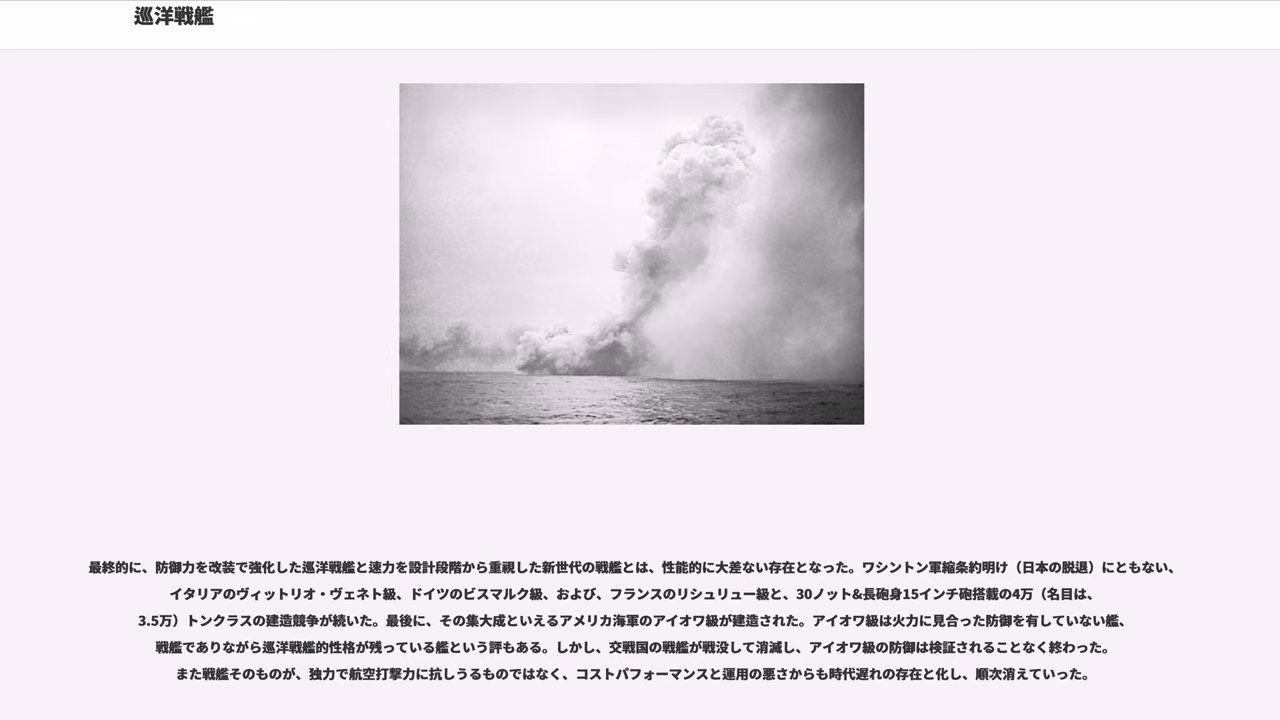 巡洋戦艦
最終的に、防御力を改装で強化した巡洋戦艦と速力を設計段階から重視した新世代の戦艦とは、性能的に大差ない存在となった。ワシントン軍縮条約明け（日本の脱退）にともない、
イタリアのヴィットリオ・ヴェネト級、ドイツのビスマルク級、および、フランスのリシュリュー級と、30ノット&長砲身15インチ砲搭載の4万（名目は、
3.5万）トンクラスの建造競争が続いた。最後に、その集大成といえるアメリカ海軍のアイオワ級が建造された。アイオワ級は火力に見合った防御を有していない艦、
戦艦でありながら巡洋戦艦的性格が残っている艦という評もある。しかし、交戦国の戦艦が戦没して消滅し、アイオワ級の防御は検証されることなく終わった。
また戦艦そのものが、独力で航空打撃力に抗しうるものではなく、コストパフォーマンスと運用の悪さからも時代遅れの存在と化し、順次消えていった。